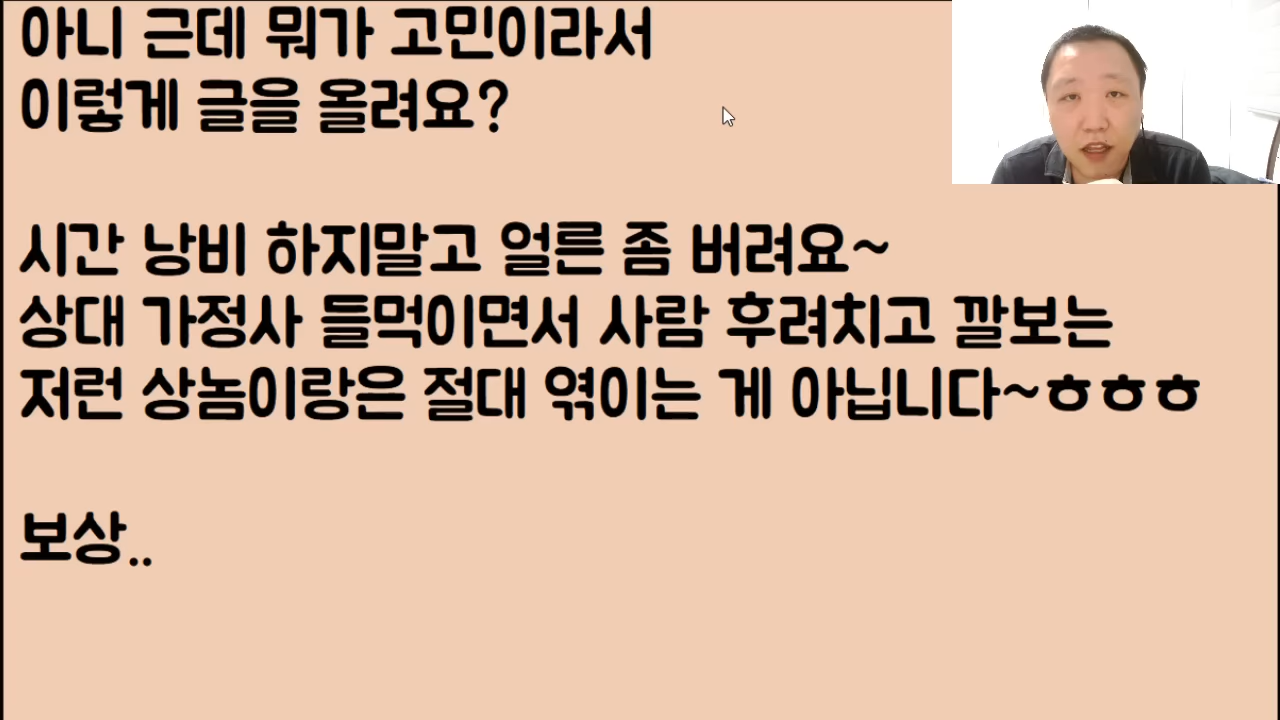 아니 근데 뭐가 고민이라서
이렇게 글을 올려요?
시간 낭비 하지말고 얼른 좀 버려요~
상대 가정사 들먹이면서 사람 후려치고 깔보는
저런 상놈이랑은 절대 엮이는 게 아닙니다~ㅎㅎㅎ
보상..